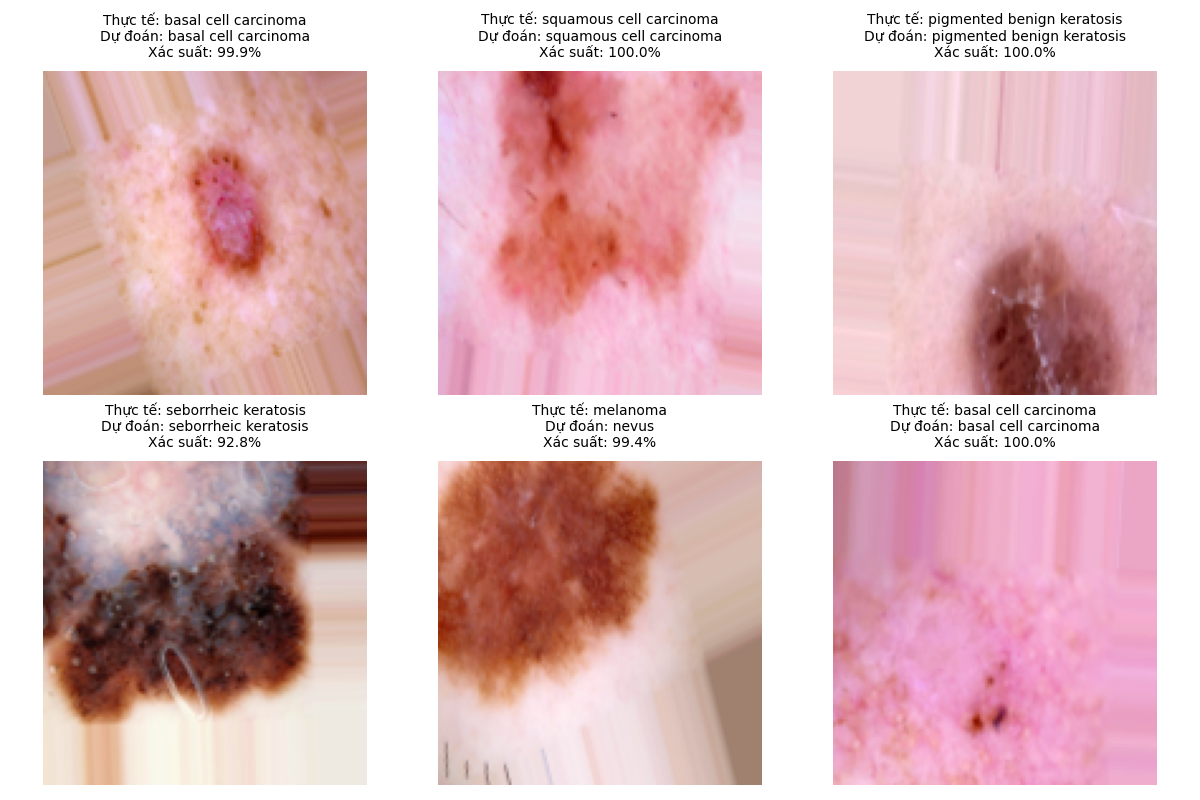 Thực tế: basal cell carcinoma
Dự đoán: basal cell carcinoma
Xác suất: 99.9%
Thực tế: squamous cell carcinoma
Dự đoán: squamous cell carcinoma
Xác suất: 100.0%
Thực tế: pigmented benign keratosis
Dự đoán: pigmented benign keratosis
Xác suất: 100.0%
Thực tế: seborrheic keratosis
Dự đoán: seborrheic keratosis
Xác suất: 92.8%
Thực tế: melanoma
Dự đoán: nevus
Xác suất: 99.4%
Thực tế: basal cell carcinoma
Dự đoán: basal cell carcinoma
Xác suất: 100.0%